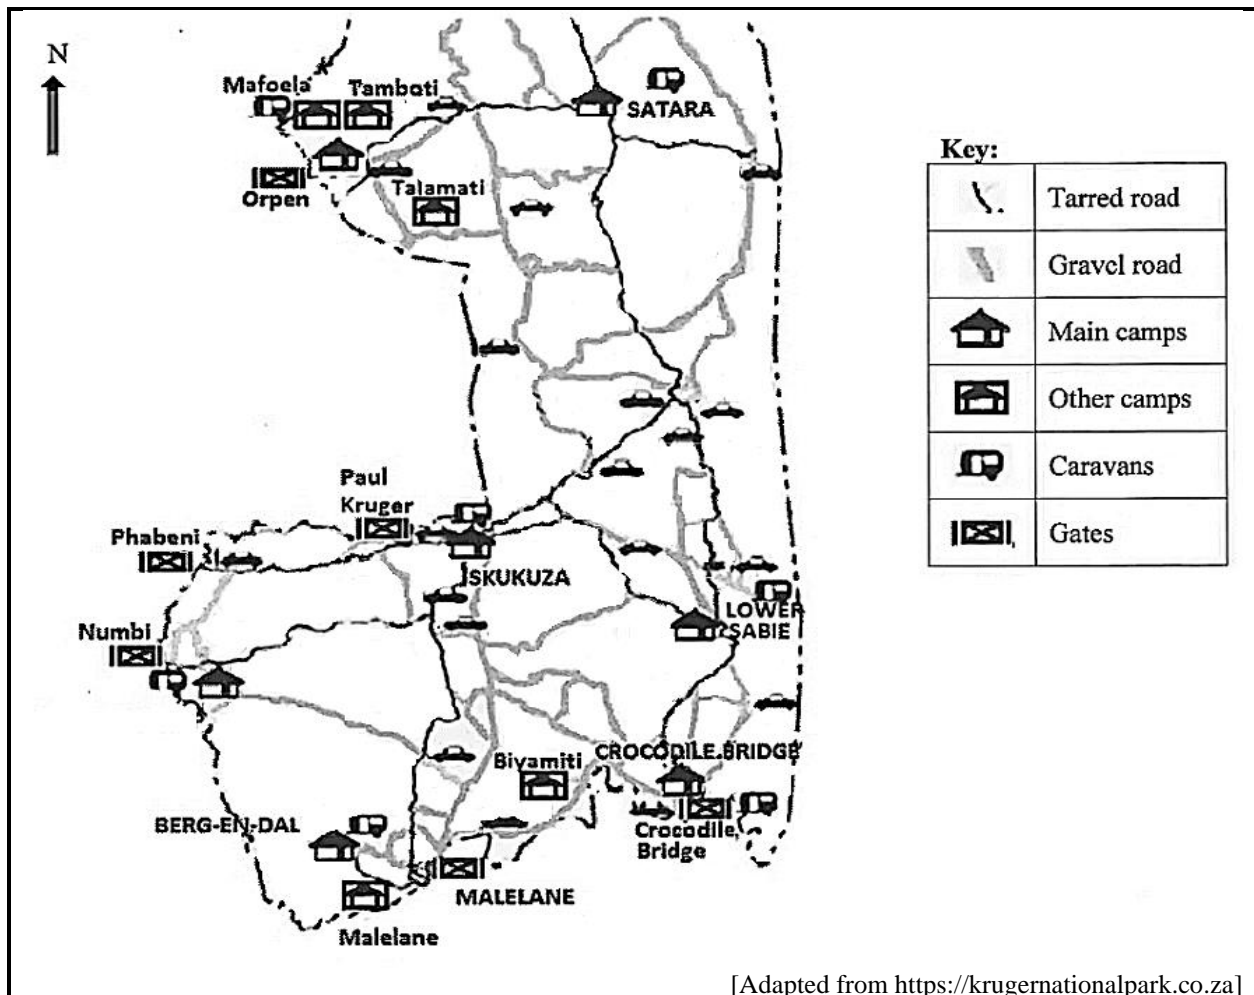 N
Mafoela
Tamboti
SATARA
Orpen
Talamati
Key:
Tarred road
Gravel road
Main camps
Other camps
Caravans
Gates
Paul
Kruger
Phabeni
SKUKUZA
LOWER
SABIE
Numbi
CROCODILE BRIDGE
Biyamiti
BERG-EN-DAL
Crocodile
Bridge
MALELANE
Malelane
[Adapted from https://krugernationalpark.co.za]